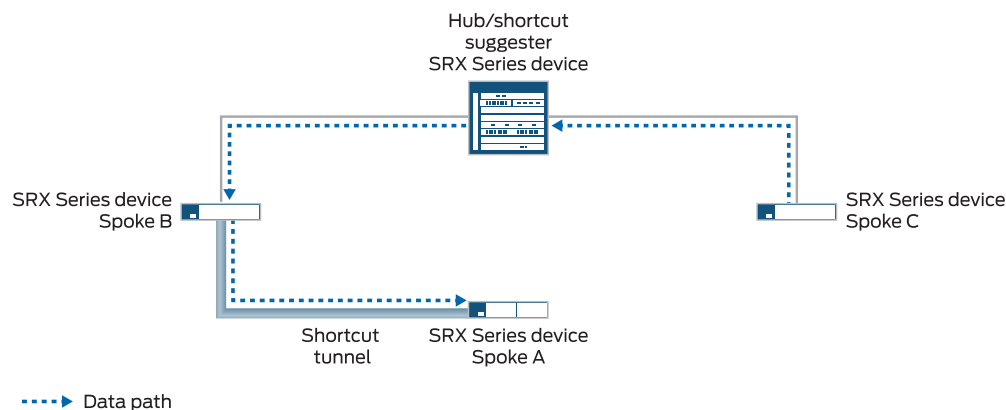 Hub/shortcut
suggester
SRX Series device
SRX Series device
Spoke B
SRX Series device
Spoke C
Shortcut
tunnel
SRX Series device
Spoke A
Data path